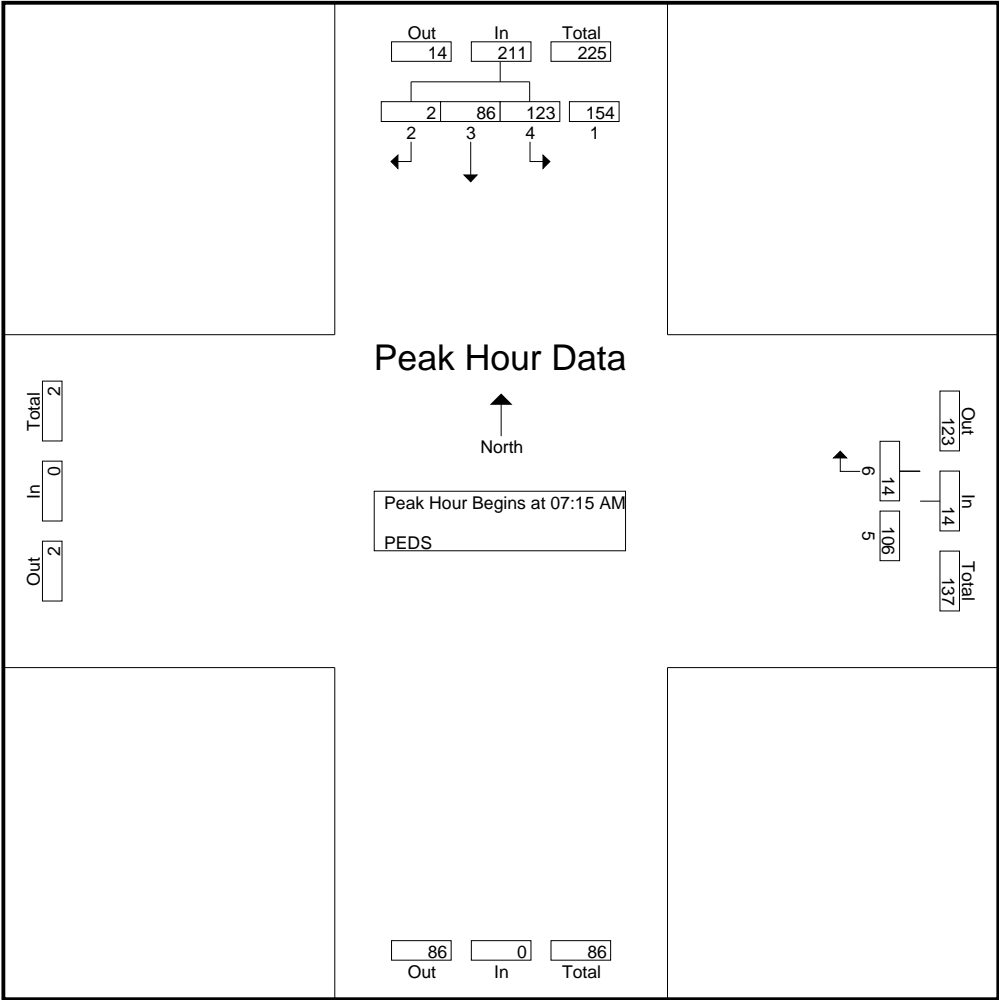 Out In Total
14 211 225
2 86 123 154
2 3 4 1
Peak Hour Data
North
Peak Hour Begins at 07:15 AM
PEDS
Total 2
In 0
Out 2
Out 123
In 14
Total 137
14 6
106 5
86 0 86
Out In Total